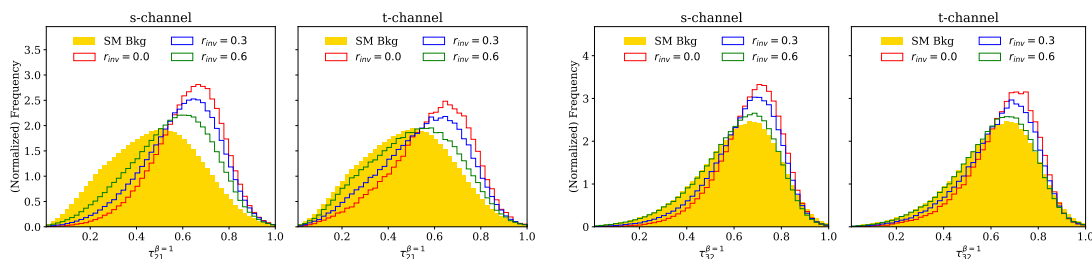 s-channel
t-channel
s-channel
t-channel
(Normalized) Frequency
3.5
3.0
2.5
2.0
1.5
1.0
0.5
0.0
SM Bkg
r_inv = 0.0
r_inv = 0.3
r_inv = 0.6
SM Bkg
r_inv = 0.0
r_inv = 0.3
r_inv = 0.6
0.2 0.4 0.6 0.8 1.0
τ_21^{β=1}
0.2 0.4 0.6 0.8 1.0
τ_21^{β=1}
(Normalized) Frequency
4
3
2
1
0
SM Bkg
r_inv = 0.0
r_inv = 0.3
r_inv = 0.6
SM Bkg
r_inv = 0.0
r_inv = 0.3
r_inv = 0.6
0.2 0.4 0.6 0.8 1.0
τ_32^{β=1}
0.2 0.4 0.6 0.8 1.0
τ_32^{β=1}